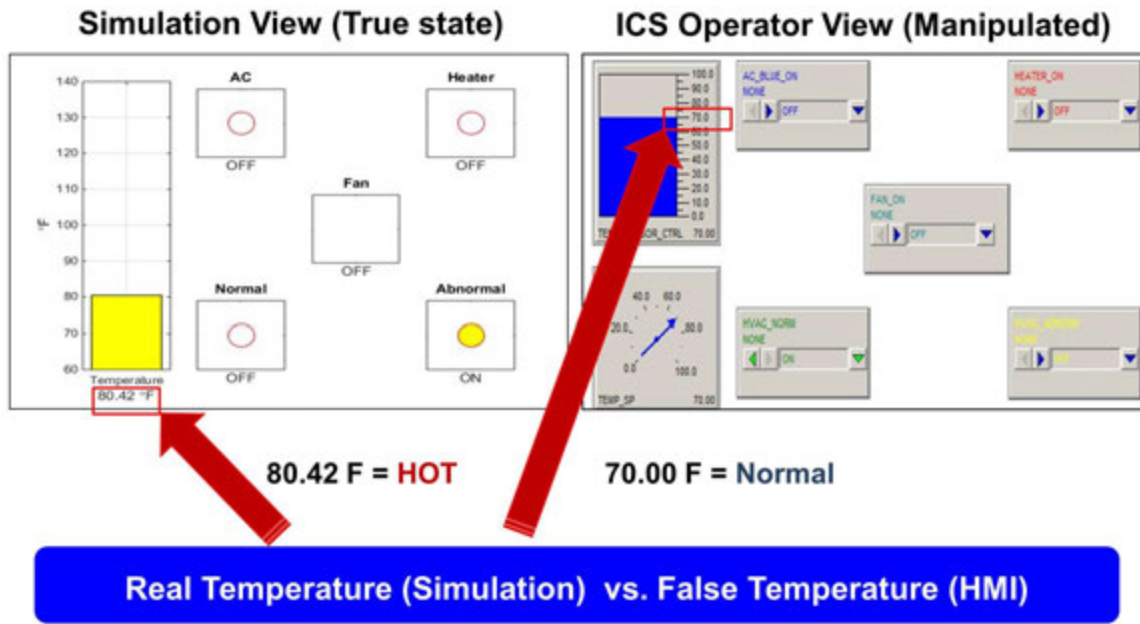 Simulation View (True state)
ICS Operator View (Manipulated)
140
130
120
110
100
90
80
70
60
°F
Temperature
80.42 °F
AC
OFF
Heater
OFF
Fan
OFF
Normal
OFF
Abnormal
ON
100.0
90.0
80.0
70.0
60.0
50.0
40.0
30.0
20.0
10.0
0.0
70.00
AC_BLUE_ON
NONE
OFF
HEATER_ON
NONE
OFF
FAN_ON
NONE
OFF
40.0 60.0
20.0 80.0
0.0 100.0
TEMP_SP 70.00
HVAC_NORM
NONE
ON
80.42 F = HOT
70.00 F = Normal
Real Temperature (Simulation) vs. False Temperature (HMI)